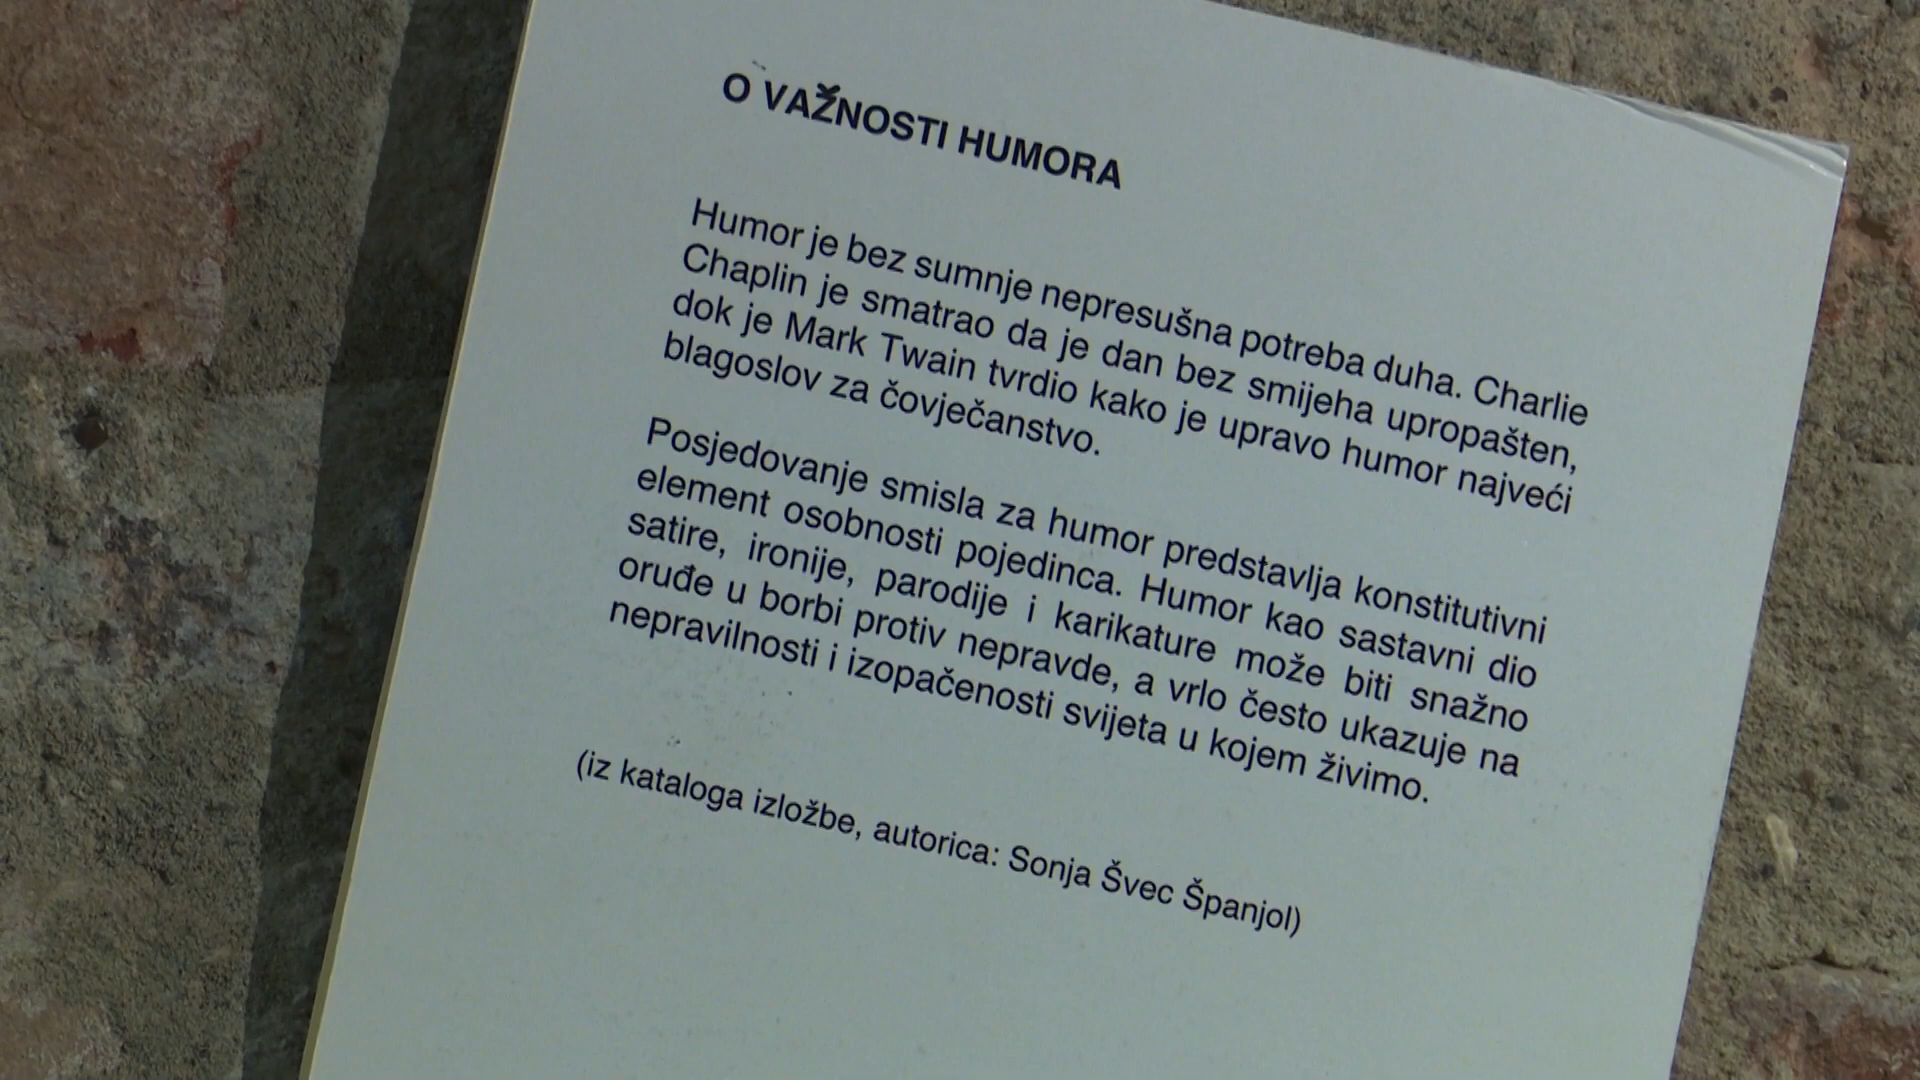 O VAŽNOSTI HUMORA
Humor je bez sumnje nepresušna potreba duha. Charlie
Chaplin je smatrao da je dan bez smijeha upropašten,
dok je Mark Twain tvrdio kako je upravo humor najveći
blagoslov za čovječanstvo.
Posjedovanje smisla za humor predstavlja konstitutivni
element osobnosti pojedinca. Humor kao sastavni dio
satire, ironije, parodije i karikature može biti snažno
oruđe u borbi protiv nepravde, a vrlo često ukazuje na
nepravilnosti i izopačenosti svijeta u kojem živimo.
(iz kataloga izložbe, autorica: Sonja Švec Španjol)